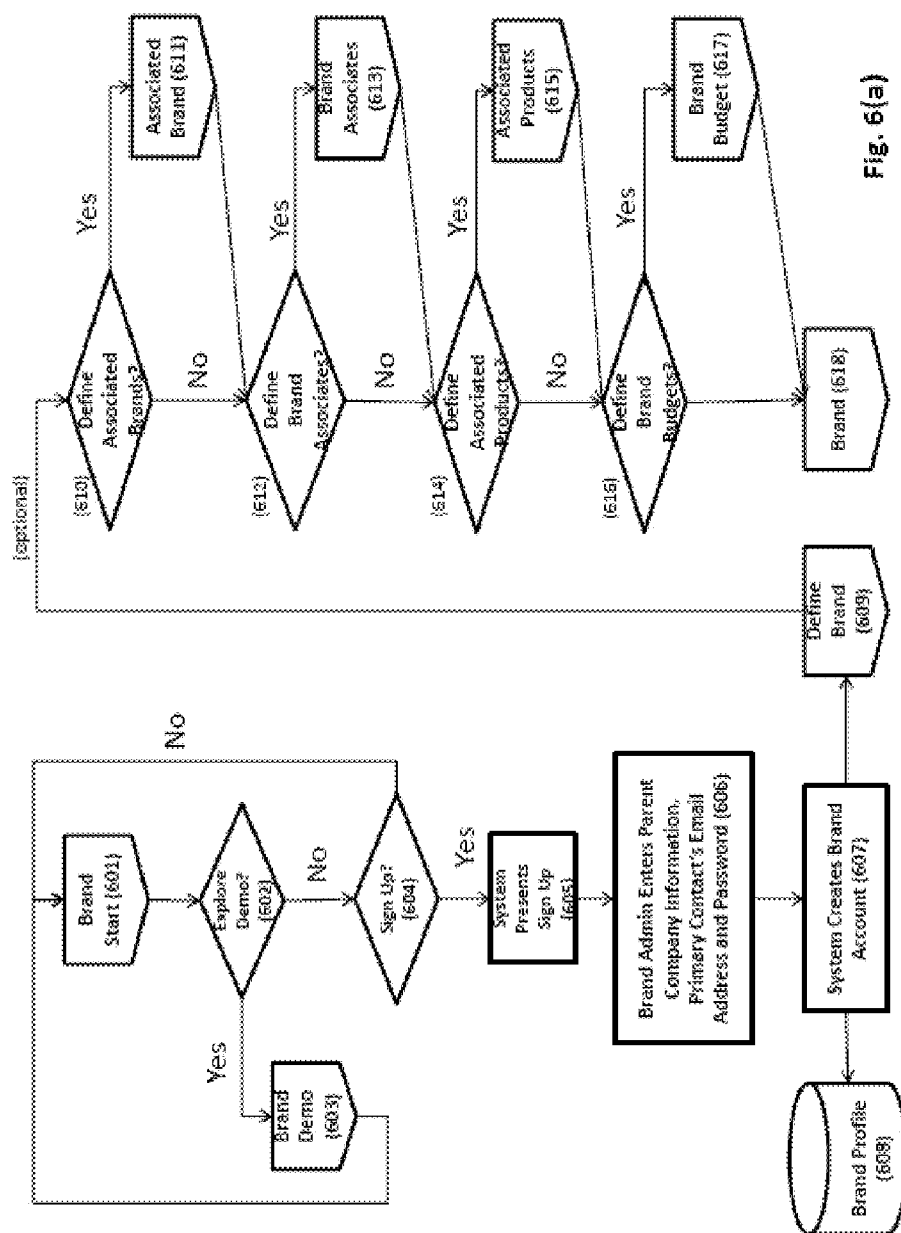 Brand
Start (601)
Explore
Demo?
(602)
Yes
No
Brand
Demo
(603)
Sign Up?
(604)
No
Yes
System
Presents
Sign Up
(605)
Brand Admin Enters Parent
Company Information,
Primary Contact's Email
Address and Password (606)
System Creates Brand
Account (607)
Brand Profile
(608)
Define
Brand
(609)
(optional)
(610)
Define
Associated
Brands?
Yes
No
Associated
Brand (611)
(612)
Define
Brand
Associates?
Yes
No
Brand
Associates
(613)
(614)
Define
Associated
Products?
Yes
No
Associated
Products
(615)
(616)
Define
Brand
Budgets?
Yes
Brand
Budget (617)
Brand (618)
Fig. 6(a)